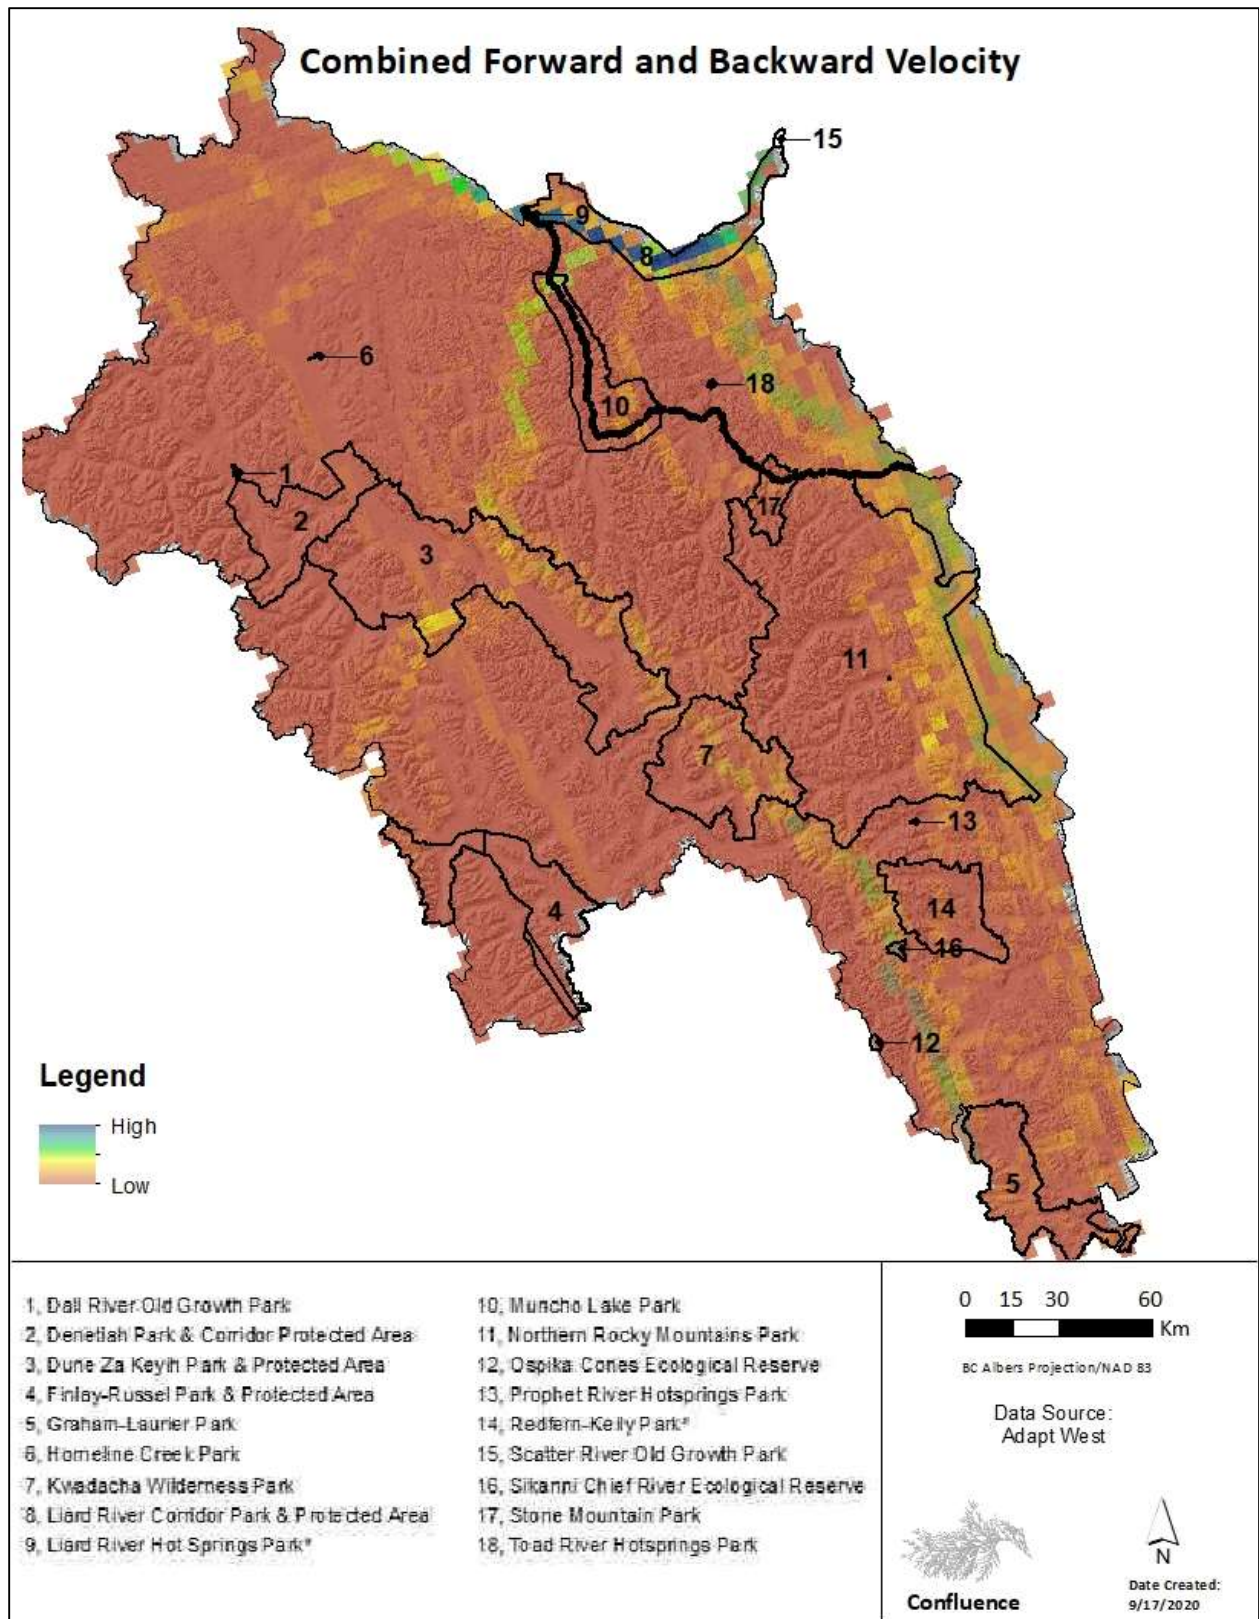 Combined Forward and Backward Velocity
15
9
8
6
18
10
1
17
2
3
11
7
13
14
4
16
12
5
Legend
High
Low
1, Dall River Old Growth Park
2, Denetiah Park & Corridor Protected Area
3, Dune Za Keyih Park & Protected Area
4, Finlay-Russel Park & Protected Area
5, Graham-Laurier Park
6, Horneline Creek Park
7, Kwadacha Wilderness Park
8, Liard River Corridor Park & Protected Area
9, Liard River Hot Springs Park*
10, Muncho Lake Park
11, Northern Rocky Mountains Park
12, Ospika Cones Ecological Reserve
13, Prophet River Hotsprings Park
14, Redfern-Kelly Park*
15, Scatter River Old Growth Park
16, Sikanni Chief River Ecological Reserve
17, Stone Mountain Park
18, Toad River Hotsprings Park
0 15 30 60
Km
BC Albers Projection/NAD 83
Data Source:
Adapt West
Confluence
N
Date Created:
9/17/2020